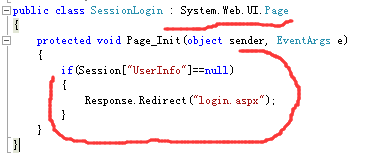 public class SessionLogin : System.Web.UI.Page
{
protected void Page_Init(object sender, EventArgs e)
{
if(Session["UserInfo"]==null)
{
Response.Redirect("login.aspx");
}
}
}